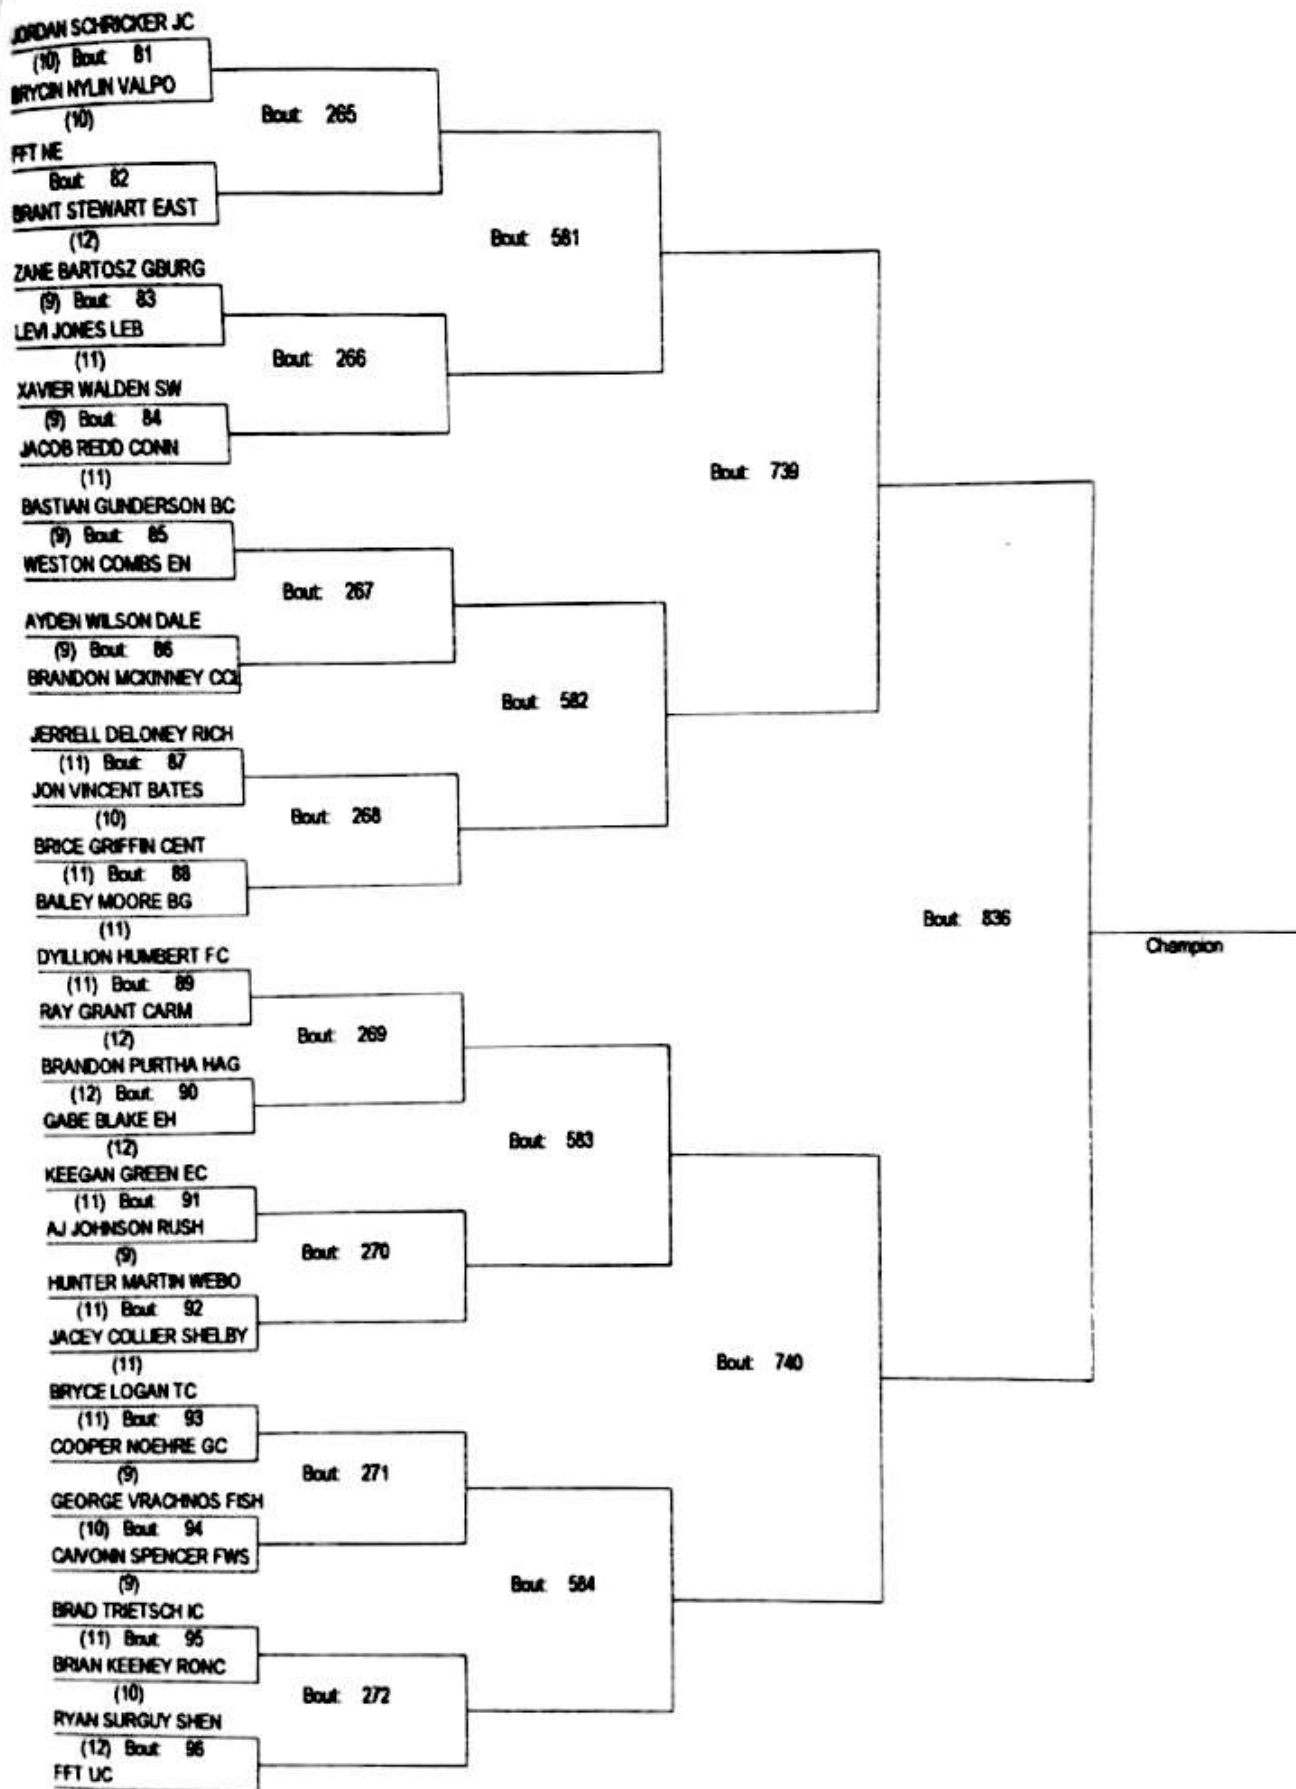 JORDAN SCHRICKER JC
(10) Bout: 81
BRYCIN NYLIN VALPO
(10)
Bout: 265
FFT NE
Bout: 82
BRANT STEWART EAST
(12)
Bout: 581
ZANE BARTOSZ GBURG
(9) Bout: 83
LEVI JONES LEB
(11)
Bout: 266
XAVIER WALDEN SW
(9) Bout: 84
JACOB REDD CONN
(11)
Bout: 739
BASTIAN GUNDERSON BC
(9) Bout: 85
WESTON COMBS EN
Bout: 267
AYDEN WILSON DALE
(9) Bout: 86
BRANDON MCKINNEY CCL
Bout: 582
JERRELL DELONEY RICH
(11) Bout: 87
JON VINCENT BATES
(10)
Bout: 268
BRICE GRIFFIN CENT
(11) Bout: 88
BAILEY MOORE BG
(11)
Bout: 836
Champion
DYILLION HUMBERT FC
(11) Bout: 89
RAY GRANT CARM
(12)
Bout: 269
BRANDON PURTHA HAG
(12) Bout: 90
GABE BLAKE EH
(12)
Bout: 583
KEEGAN GREEN EC
(11) Bout: 91
AJ JOHNSON RUSH
(9)
Bout: 270
HUNTER MARTIN WEBO
(11) Bout: 92
JACEY COLLIER SHELBY
(11)
Bout: 740
BRYCE LOGAN TC
(11) Bout: 93
COOPER NOEHRE GC
(9)
Bout: 271
GEORGE VRACHNOS FISH
(10) Bout: 94
CAIVONN SPENCER FWS
(9)
Bout: 584
BRAD TRIETSCH IC
(11) Bout: 95
BRIAN KEENEY RONC
(10)
Bout: 272
RYAN SURGUY SHEN
(12) Bout: 96
FFT UC